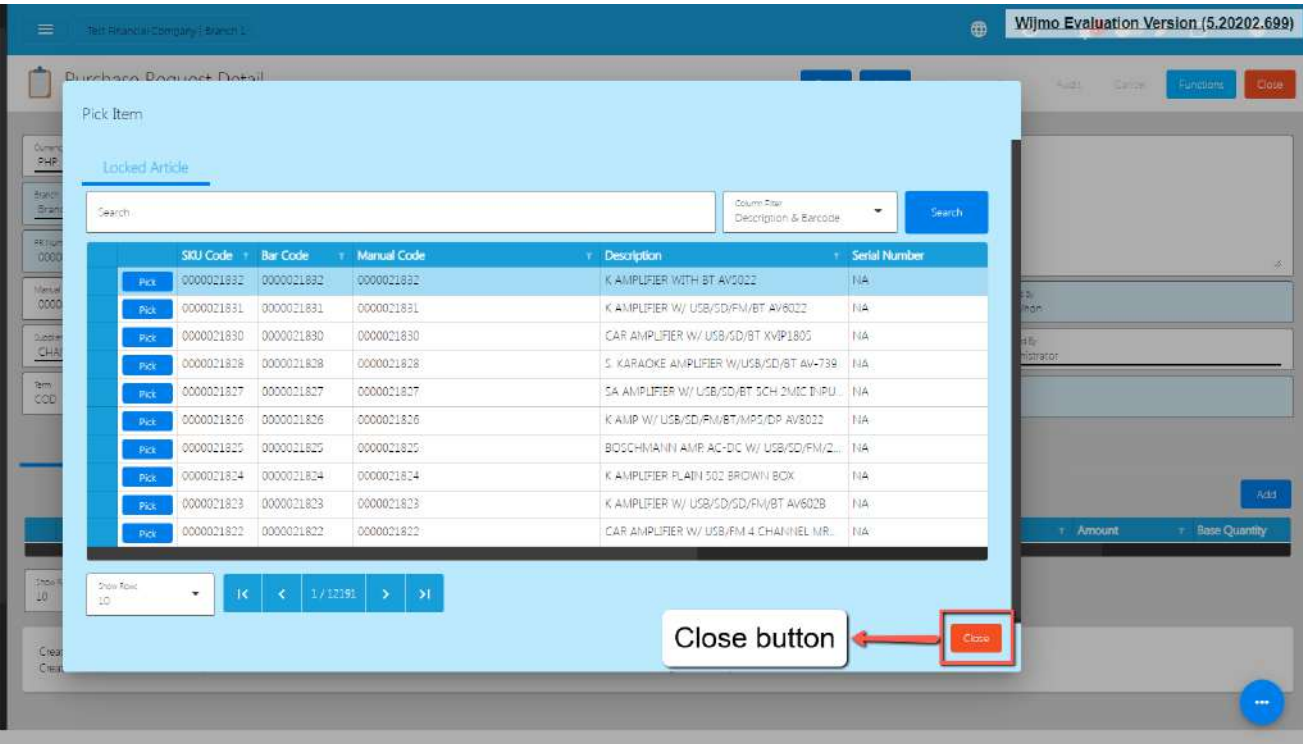 Test Financial Company | Branch 1
Wijmo Evaluation Version (5.20202.699)
Purchase Request Detail
Cancel
Functions
Close
Pick Item
PHP
Locked Article
Branch
Search
Column Filter
Description & Barcode
Search
SKU Code
Bar Code
Manual Code
Description
Serial Number
Pick 0000021832 0000021832 0000021832 K AMPLIFIER WITH BT AV5022 NA
Pick 0000021831 0000021831 0000021831 K AMPLIFIER W/ USB/SD/FM/BT AV6022 NA
Pick 0000021830 0000021830 0000021830 CAR AMPLIFIER W/ USB/SD/BT XVIP1805 NA
Pick 0000021828 0000021828 0000021828 S. KARAOKE AMPLIFIER W/USB/SD/BT AV-739 NA
Pick 0000021827 0000021827 0000021827 SA AMPLIFIER W/ USB/SD/BT 5CH 2MIC INPU... NA
Pick 0000021826 0000021826 0000021826 K AMP W/ USB/SD/FM/BT/MP5/DP AV8022 NA
Pick 0000021825 0000021825 0000021825 BOSCHMANN AMP. AC-DC W/ USB/SD/FM/2... NA
Pick 0000021824 0000021824 0000021824 K AMPLIFIER PLAIN 502 BROWN BOX NA
Pick 0000021823 0000021823 0000021823 K AMPLIFIER W/ USB/SD/SD/FM/BT AV602B NA
Pick 0000021822 0000021822 0000021822 CAR AMPLIFIER W/ USB/FM 4 CHANNEL MR... NA
Term
COD
Add
Amount
Base Quantity
Show Rows
10
1 / 12191
Close button
Close